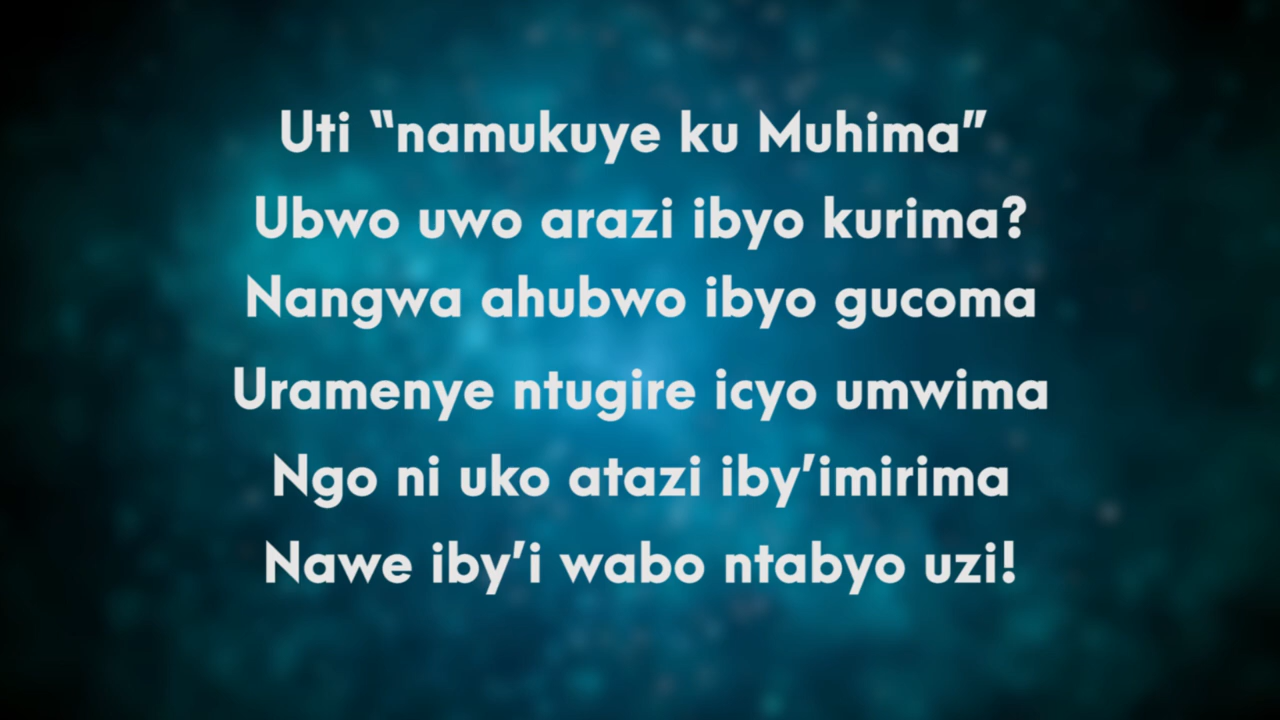 Uti “namukuye ku Muhima”
Ubwo uwo arazi ibyo kurima?
Nangwa ahubwo ibyo gucoma
Uramenye ntugire icyo umwima
Ngo ni uko atazi iby’imirima
Nawe iby’i wabo ntabyo uzi!